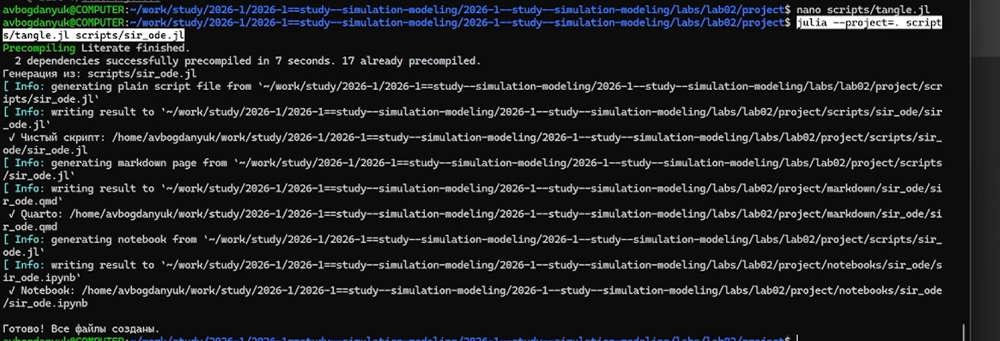 avbogdanyuk@COMPUTER:~/work/study/2026-1/2026-1==study--simulation-modeling/2026-1--study--simulation-modeling/labs/lab02/project$ nano scripts/tangle.jl
avbogdanyuk@COMPUTER:~/work/study/2026-1/2026-1==study--simulation-modeling/2026-1--study--simulation-modeling/labs/lab02/project$ julia --project=. script
s/tangle.jl scripts/sir_ode.jl
Precompiling Literate finished.
2 dependencies successfully precompiled in 7 seconds. 17 already precompiled.
Генерация из: scripts/sir_ode.jl
[ Info: generating plain script file from `~/work/study/2026-1/2026-1==study--simulation-modeling/2026-1--study--simulation-modeling/labs/lab02/project/scr
ipts/sir_ode.jl`
[ Info: writing result to `~/work/study/2026-1/2026-1==study--simulation-modeling/2026-1--study--simulation-modeling/labs/lab02/project/scripts/sir_ode/sir
_ode.jl`
✓ Чистый скрипт: /home/avbogdanyuk/work/study/2026-1/2026-1==study--simulation-modeling/2026-1--study--simulation-modeling/labs/lab02/project/scripts/sir_
ode/sir_ode.jl
[ Info: generating markdown page from `~/work/study/2026-1/2026-1==study--simulation-modeling/2026-1--study--simulation-modeling/labs/lab02/project/scripts
/sir_ode.jl`
[ Info: writing result to `~/work/study/2026-1/2026-1==study--simulation-modeling/2026-1--study--simulation-modeling/labs/lab02/project/markdown/sir_ode/si
r_ode.qmd`
✓ Quarto: /home/avbogdanyuk/work/study/2026-1/2026-1==study--simulation-modeling/2026-1--study--simulation-modeling/labs/lab02/project/markdown/sir_ode/si
r_ode.qmd
[ Info: generating notebook from `~/work/study/2026-1/2026-1==study--simulation-modeling/2026-1--study--simulation-modeling/labs/lab02/project/scripts/sir_
ode.jl`
[ Info: writing result to `~/work/study/2026-1/2026-1==study--simulation-modeling/2026-1--study--simulation-modeling/labs/lab02/project/notebooks/sir_ode/s
ir_ode.ipynb`
✓ Notebook: /home/avbogdanyuk/work/study/2026-1/2026-1==study--simulation-modeling/2026-1--study--simulation-modeling/labs/lab02/project/notebooks/sir_ode
/sir_ode.ipynb
Готово! Все файлы созданы.
avbogdanyuk@COMPUTER:~/work/study/2026-1/2026-1==study--simulation-modeling/2026-1--study--simulation-modeling/labs/lab02/project$